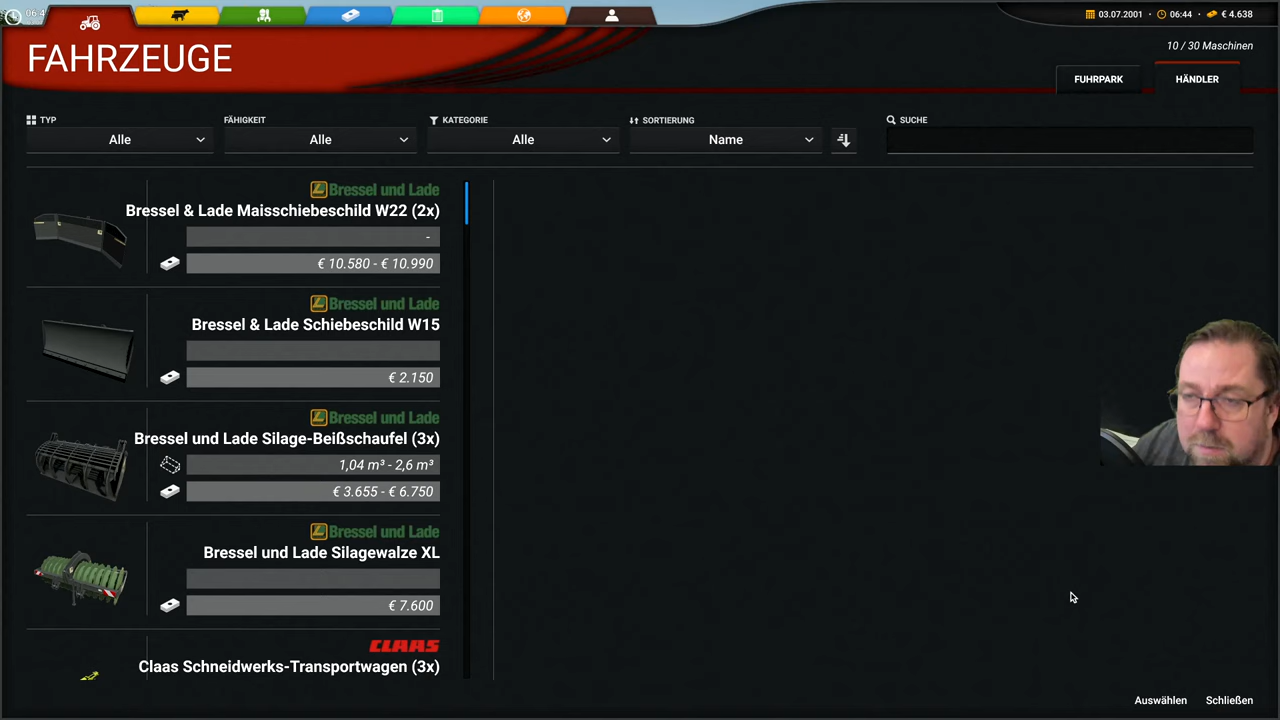 06:4
03.07.2001 · 06:44 · € 4.638
FAHRZEUGE
10 / 30 Maschinen
FUHRPARK
HÄNDLER
TYP
FÄHIGKEIT
KATEGORIE
SORTIERUNG
SUCHE
Alle
Alle
Alle
Name
Bressel und Lade
Bressel & Lade Maisschiebeschild W22 (2x)
-
€ 10.580 - € 10.990
Bressel und Lade
Bressel & Lade Schiebeschild W15
€ 2.150
Bressel und Lade
Bressel und Lade Silage-Beißschaufel (3x)
1,04 m³ - 2,6 m³
€ 3.655 - € 6.750
Bressel und Lade
Bressel und Lade Silagewalze XL
€ 7.600
CLAAS
Claas Schneidwerks-Transportwagen (3x)
Auswählen
Schließen